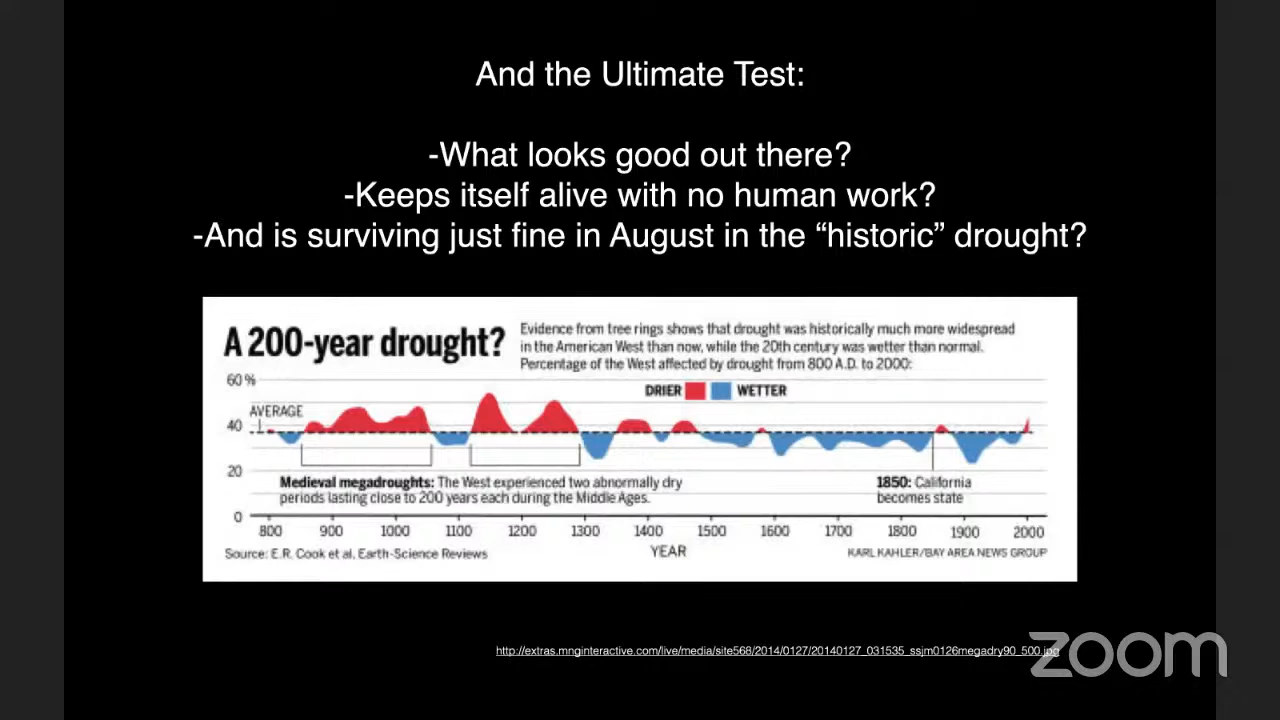 And the Ultimate Test:
-What looks good out there?
-Keeps itself alive with no human work?
-And is surviving just fine in August in the “historic” drought?
A 200-year drought?
Evidence from tree rings shows that drought was historically much more widespread
in the American West than now, while the 20th century was wetter than normal.
Percentage of the West affected by drought from 800 A.D. to 2000:
60%
DRIER WETTER
AVERAGE
40
20
Medieval megadroughts: The West experienced two abnormally dry
periods lasting close to 200 years each during the Middle Ages.
1850: California
becomes state
0
800 900 1000 1100 1200 1300 1400 1500 1600 1700 1800 1900 2000
Source: E.R. Cook et al, Earth-Science Reviews
YEAR
KARL KAHLER/BAY AREA NEWS GROUP
http://extras.mnginteractive.com/live/media/site568/2014/0127/20140127_031535_ssjm0126megadry90_500.jpg
zoom